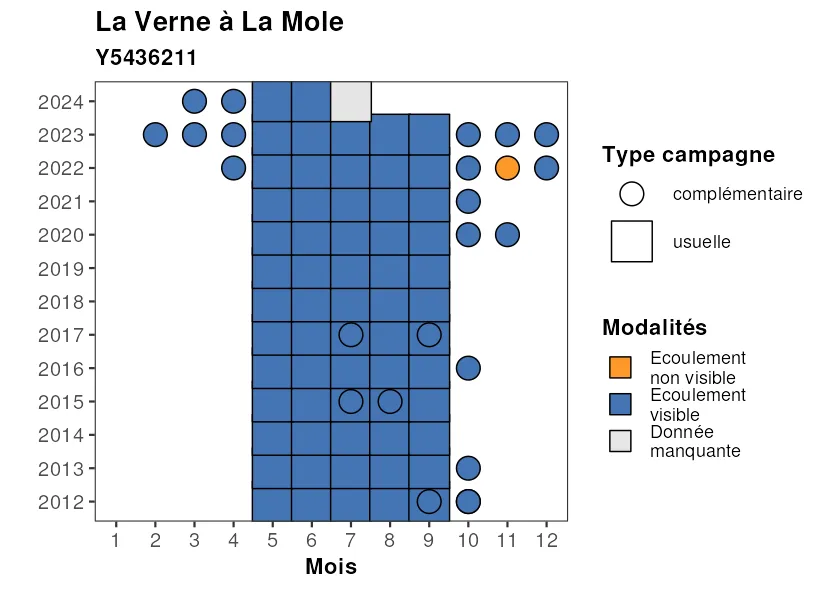 La Verne à La Mole
Y5436211
2024
2023
2022
2021
2020
2019
2018
2017
2016
2015
2014
2013
2012
1 2 3 4 5 6 7 8 9 10 11 12
Mois
Type campagne
complémentaire
usuelle
Modalités
Ecoulement
non visible
Ecoulement
visible
Donnée
manquante